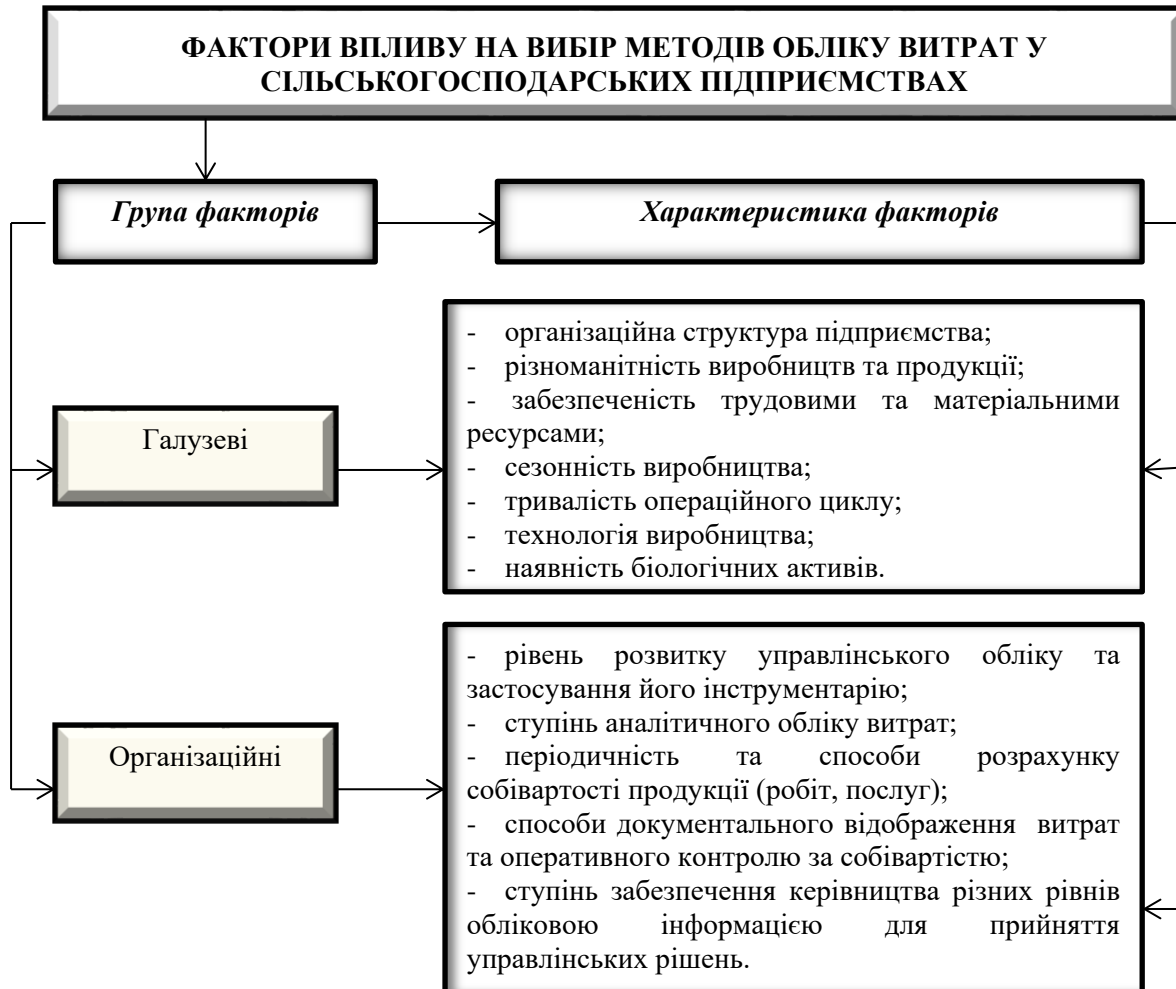 ФАКТОРИ ВПЛИВУ НА ВИБІР МЕТОДІВ ОБЛІКУ ВИТРАТ У
СІЛЬСЬКОГОСПОДАРСЬКИХ ПІДПРИЄМСТВАХ
Група факторів
Характеристика факторів
Галузеві
- організаційна структура підприємства;
- різноманітність виробництв та продукції;
- забезпеченість трудовими та матеріальними
ресурсами;
- сезонність виробництва;
- тривалість операційного циклу;
- технологія виробництва;
- наявність біологічних активів.
Організаційні
- рівень розвитку управлінського обліку та
застосування його інструментарію;
- ступінь аналітичного обліку витрат;
- періодичність та способи розрахунку
собівартості продукції (робіт, послуг);
- способи документального відображення витрат
та оперативного контролю за собівартістю;
- ступінь забезпечення керівництва різних рівнів
обліковою інформацією для прийняття
управлінських рішень.